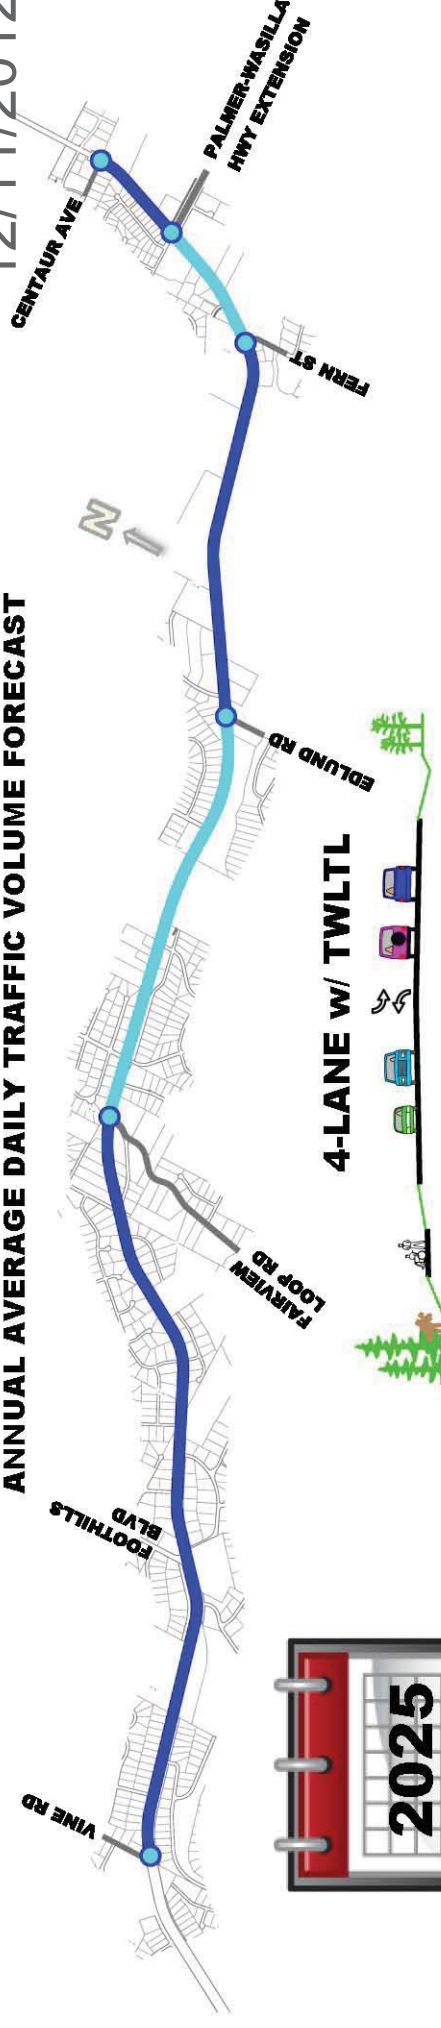 12/11/2012
ANNUAL AVERAGE DAILY TRAFFIC VOLUME FORECAST
VINE RD
FOOTHILLS
BLVD
FAIRVIEW
LOOP RD
EDLUND RD
N
FERN ST
CENTAUR AVE
PALMER-WASILLA
HWY EXTENSION
2025
4-LANE w/ TWLTL